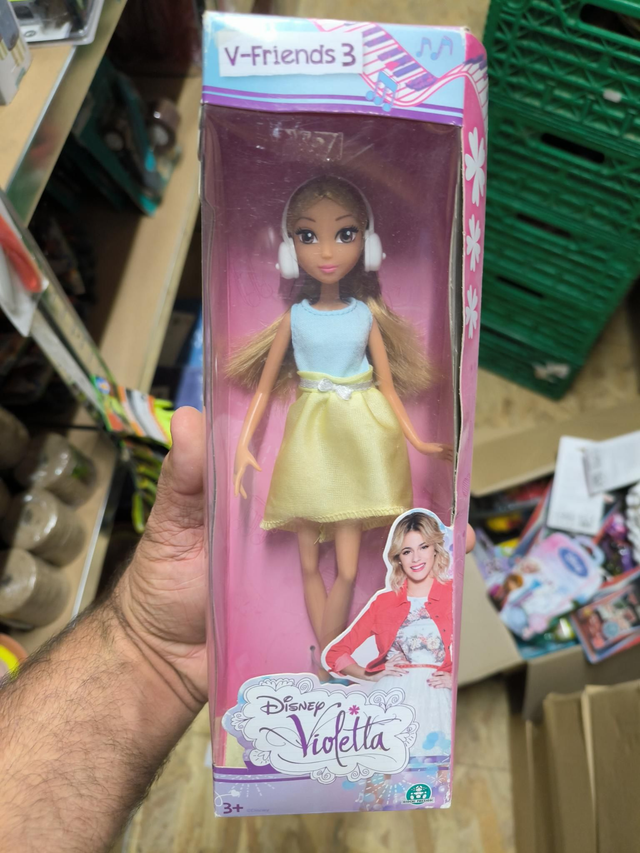 V-Friends 3
Disney
Violetta
3+